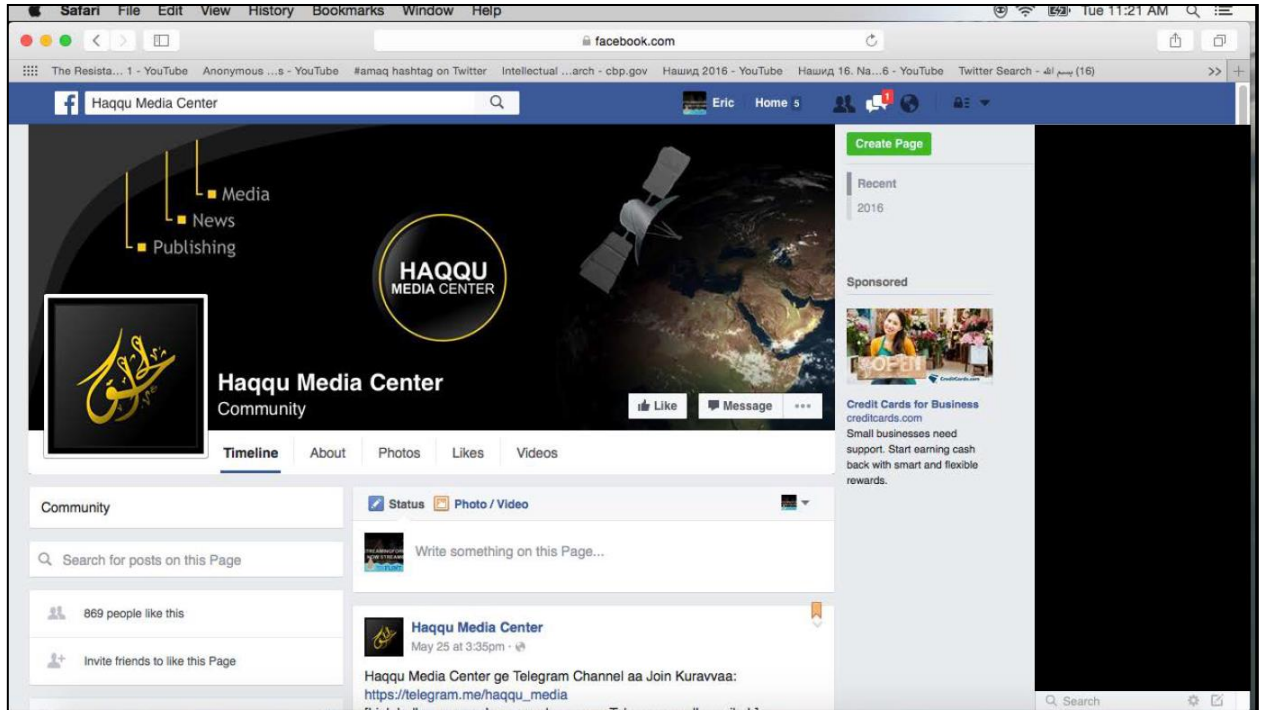 Safari File Edit View History Bookmarks Window Help
Tue 11:21 AM
facebook.com
The Resista... 1 - YouTube Anonymous ...s - YouTube #amaq hashtag on Twitter Intellectual ...arch - cbp.gov Нашид 2016 - YouTube Нашид 16. Na...6 - YouTube Twitter Search - بسم الله (16) >> +
f Haqqu Media Center
Eric Home 5
1
Media
News
Publishing
HAQQU
MEDIA CENTER
الحق
Haqqu Media Center
Community
Like Message ...
Timeline About Photos Likes Videos
Create Page
Recent
2016
Sponsored
OPEN
CreditCards.com
Credit Cards for Business
creditcards.com
Small businesses need
support. Start earning cash
back with smart and flexible
rewards.
Community
Search for posts on this Page
869 people like this
Invite friends to like this Page
Status Photo / Video
Write something on this Page...
Haqqu Media Center
May 25 at 3:35pm ·
Haqqu Media Center ge Telegram Channel aa Join Kuravvaa:
https://telegram.me/haqqu_media
Search